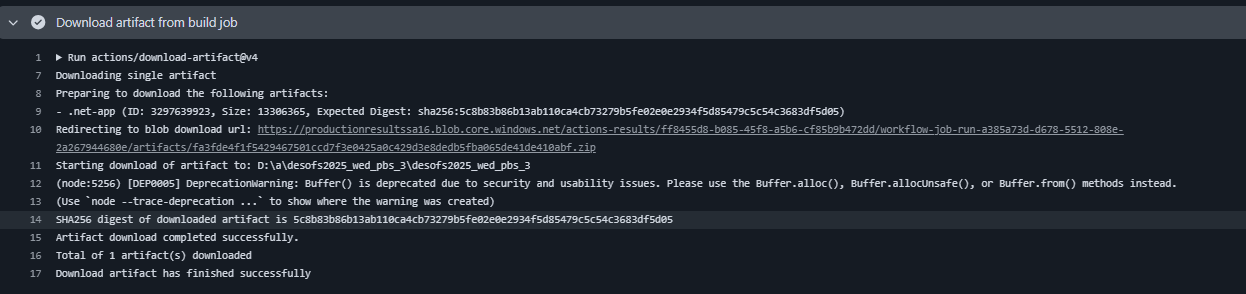 Download artifact from build job
1 ▶ Run actions/download-artifact@v4
7 Downloading single artifact
8 Preparing to download the following artifacts:
9 - .net-app (ID: 3297639923, Size: 13306365, Expected Digest: sha256:5c8b83b86b13ab110ca4cb73279b5fe02e0e2934f5d85479c5c54c3683df5d05)
10 Redirecting to blob download url: https://productionresultssa16.blob.core.windows.net/actions-results/ff8455d8-b085-45f8-a5b6-cf85b9b472dd/workflow-job-run-a385a73d-d678-5512-808e-
2a267944680e/artifacts/fa3fde4f1f5429467501ccd7f3e0425a0c429d3e8dedb5fba065de41de410abf.zip
11 Starting download of artifact to: D:\a\desofs2025_wed_pbs_3\desofs2025_wed_pbs_3
12 (node:5256) [DEP0005] DeprecationWarning: Buffer() is deprecated due to security and usability issues. Please use the Buffer.alloc(), Buffer.allocUnsafe(), or Buffer.from() methods instead.
13 (Use `node --trace-deprecation ...` to show where the warning was created)
14 SHA256 digest of downloaded artifact is 5c8b83b86b13ab110ca4cb73279b5fe02e0e2934f5d85479c5c54c3683df5d05
15 Artifact download completed successfully.
16 Total of 1 artifact(s) downloaded
17 Download artifact has finished successfully